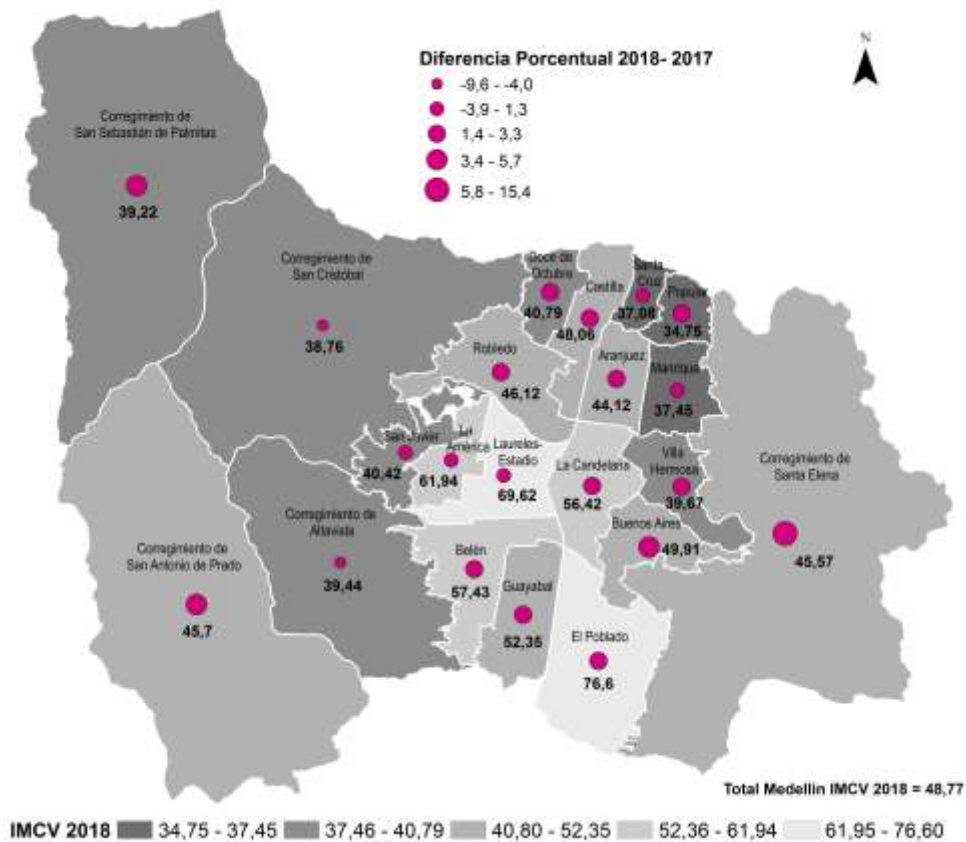 N
Diferencia Porcentual 2018- 2017
-9,6 - -4,0
-3,9 - 1,3
1,4 - 3,3
3,4 - 5,7
5,8 - 15,4
Corregimiento de
San Sebastián de Palmitas
39,22
Corregimiento de
San Cristóbal
38,76
Doce de
Octubre
40,79
Castilla
48,06
Santa
Cruz
37,08
Popular
34,75
Robledo
46,12
Aranjuez
44,12
Manrique
37,45
San Javier
40,42
La
América
61,94
Laureles-
Estadio
69,62
La Candelaria
56,42
Villa
Hermosa
39,67
Corregimiento de
Santa Elena
45,57
Buenos Aires
49,91
Corregimiento de
Altavista
39,44
Corregimiento de
San Antonio de Prado
45,7
Belén
57,43
Guayabal
52,35
El Poblado
76,6
Total Medellín IMCV 2018 = 48,77
IMCV 2018 34,75 - 37,45 37,46 - 40,79 40,80 - 52,35 52,36 - 61,94 61,95 - 76,60